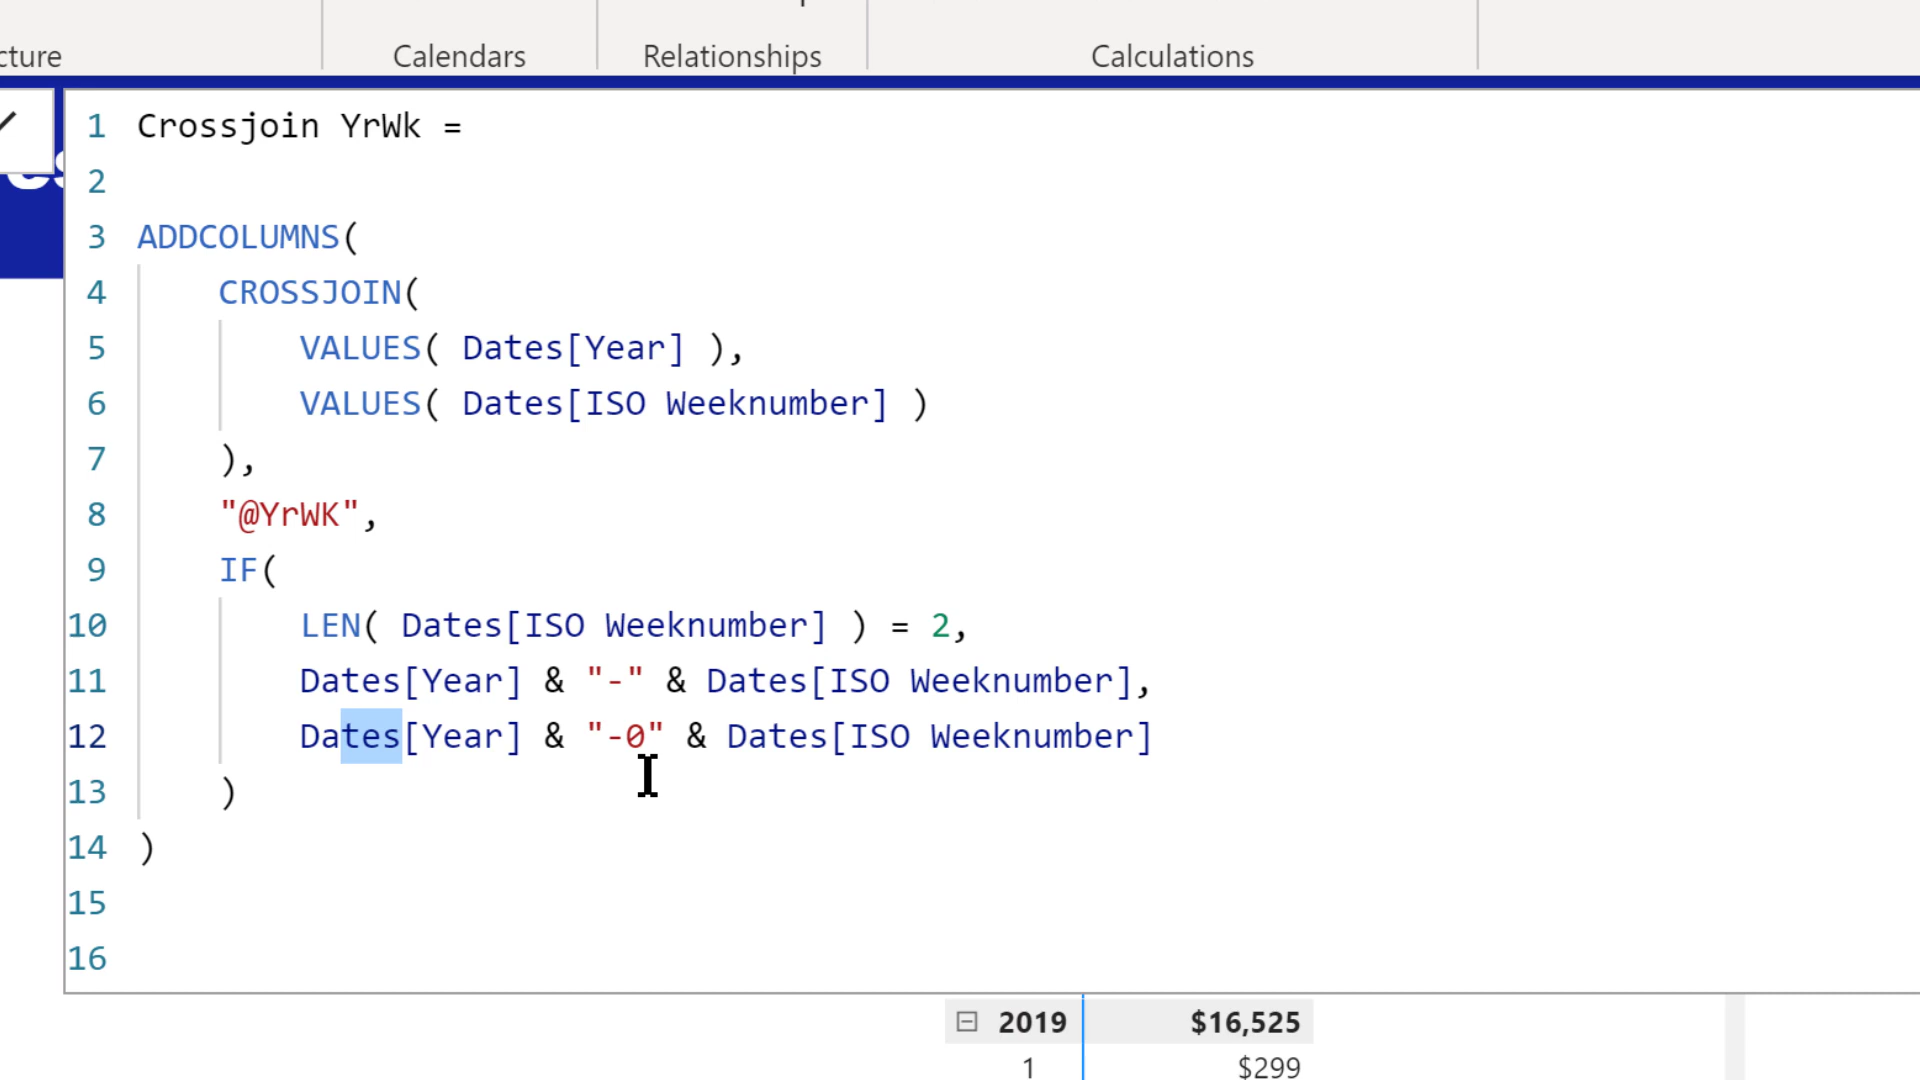 cture
Calendars
Relationships
Calculations
1 Crossjoin YrWk =
2
3 ADDCOLUMNS(
4 CROSSJOIN(
5 VALUES( Dates[Year] ),
6 VALUES( Dates[ISO Weeknumber] )
7 ),
8 "@YrWK",
9 IF(
10 LEN( Dates[ISO Weeknumber] ) = 2,
11 Dates[Year] & "-" & Dates[ISO Weeknumber],
12 Dates[Year] & "-0" & Dates[ISO Weeknumber]
13 )
14 )
15
16
2019 $16,525
1 $299